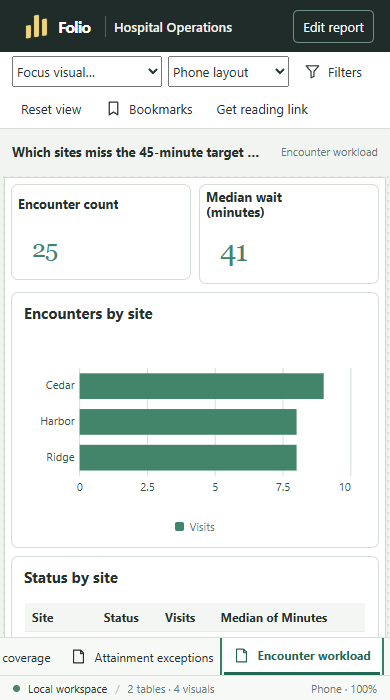 Folio
Hospital Operations
Edit report
Focus visual...
Phone layout
Filters
Reset view
Bookmarks
Get reading link
Which sites miss the 45-minute target ...
Encounter workload
Encounter count
25
Median wait
(minutes)
41
Encounters by site
Cedar
Harbor
Ridge
0 2.5 5 7.5 10
Visits
Status by site
Site Status Visits Median of Minutes
coverage
Attainment exceptions
Encounter workload
Local workspace / 2 tables · 4 visuals
Phone · 100%